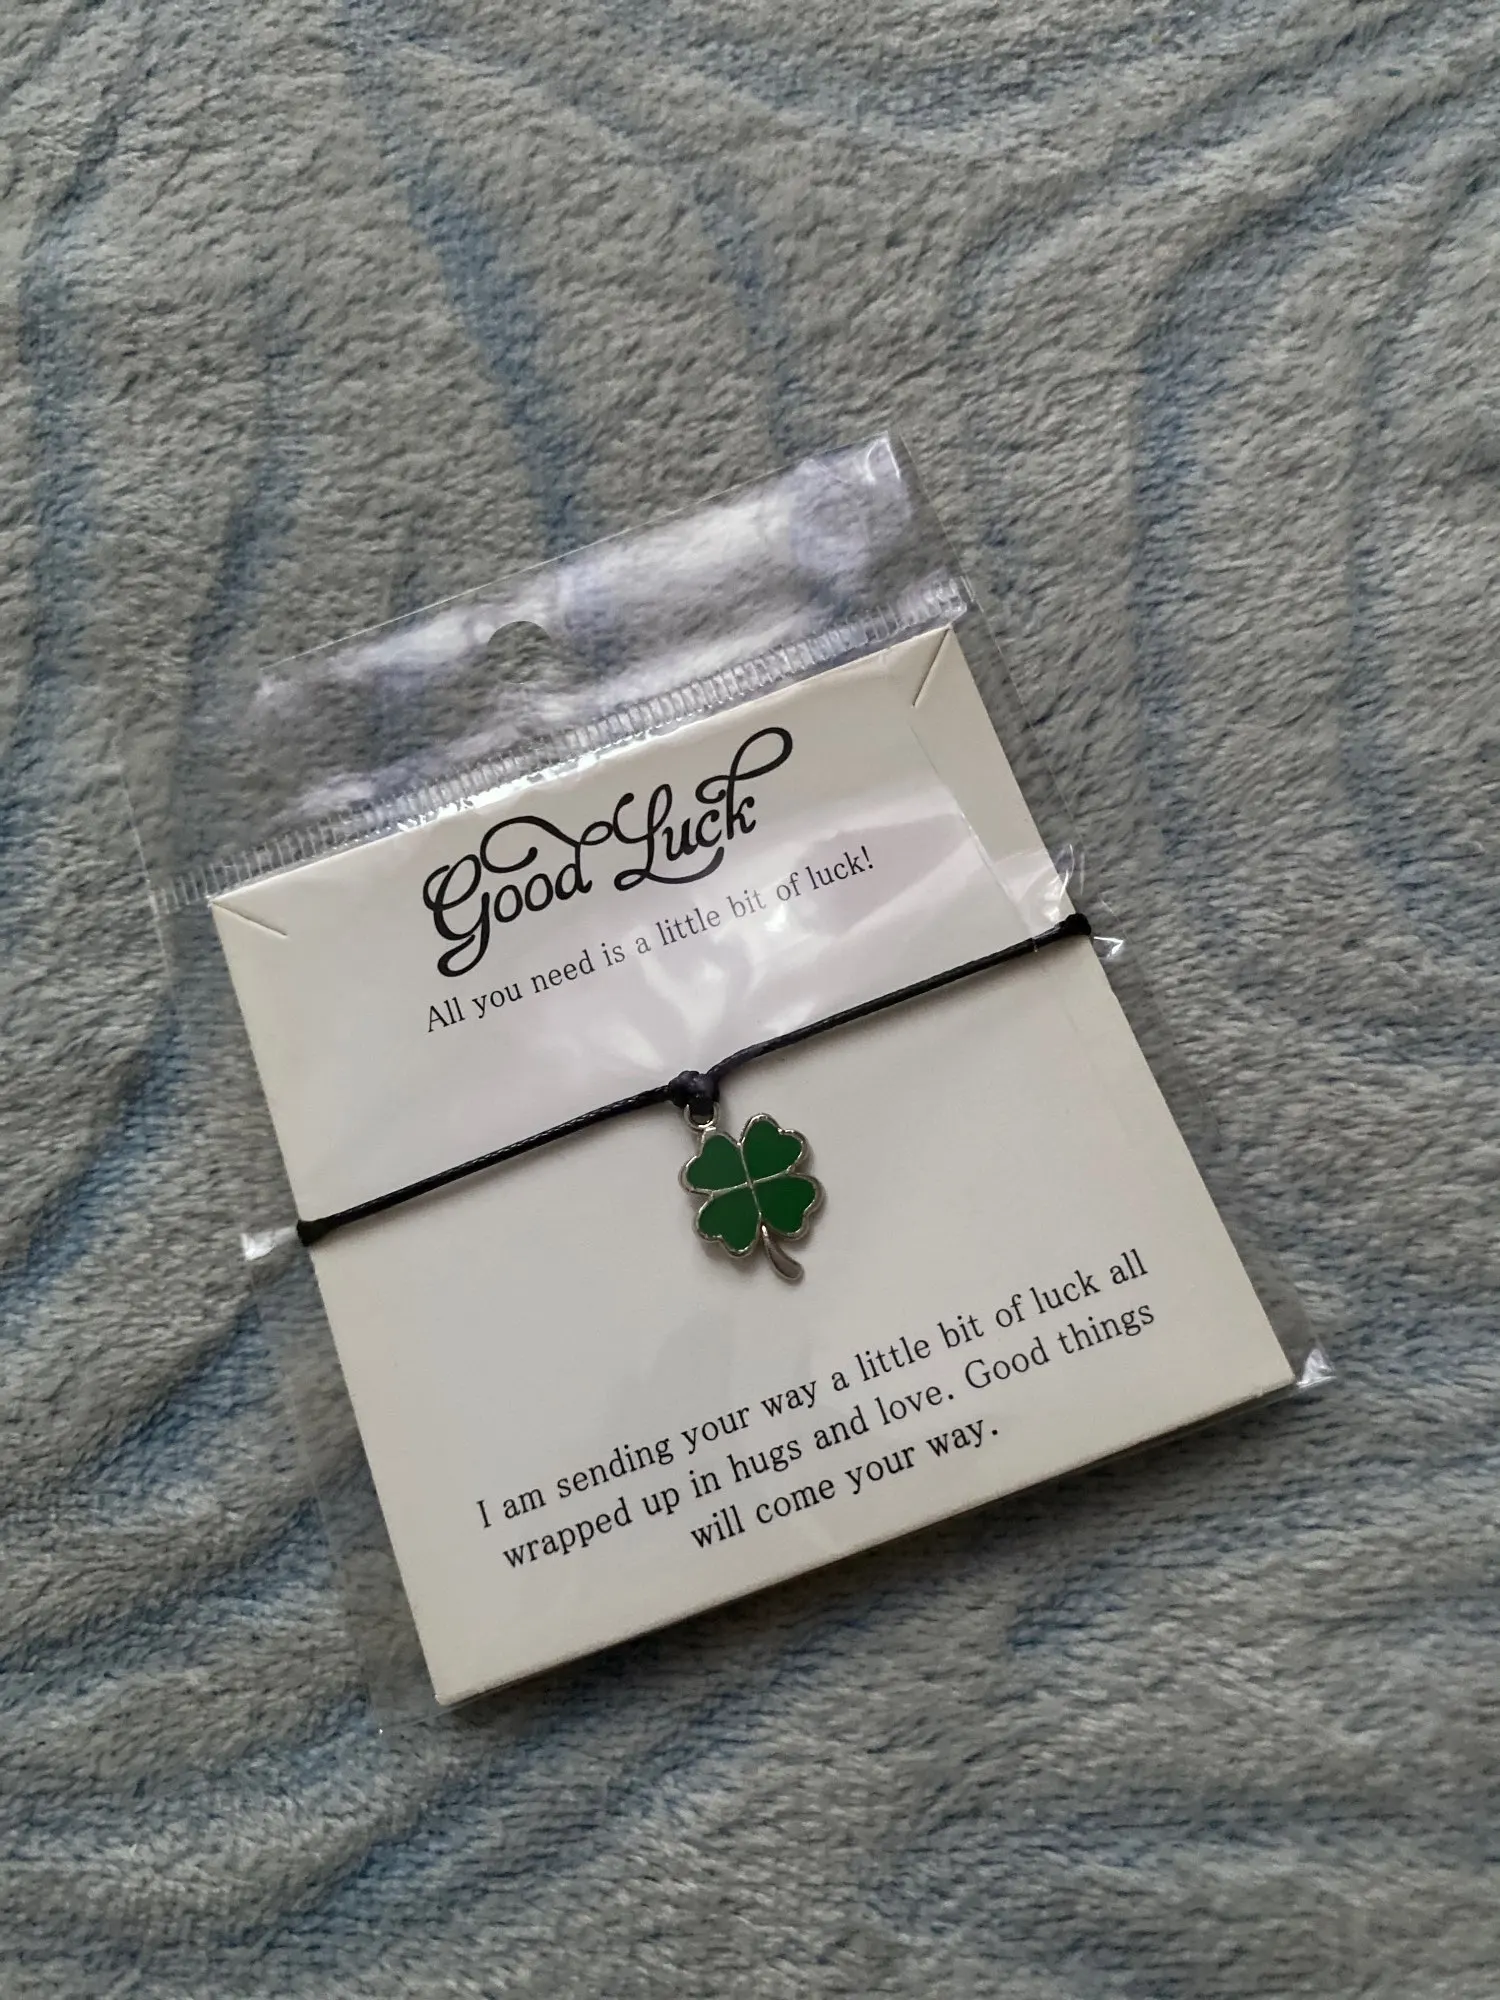 Good Luck
All you need is a little bit of luck!
I am sending your way a little bit of luck all
wrapped up in hugs and love. Good things
will come your way.